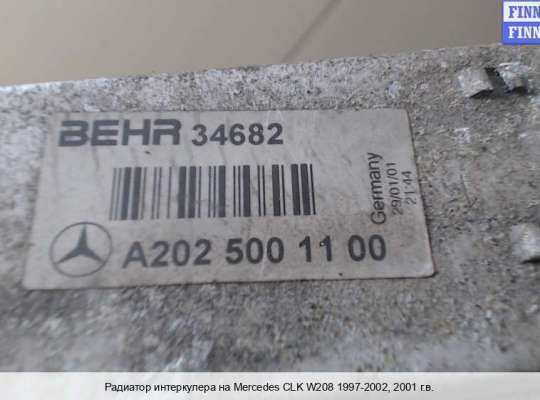 FINN
FINN
BEHR 34682
Germany
29/01/01
21:44
A202 500 11 00
Радиатор интеркулера на Mercedes CLK W208 1997-2002, 2001 г.в.